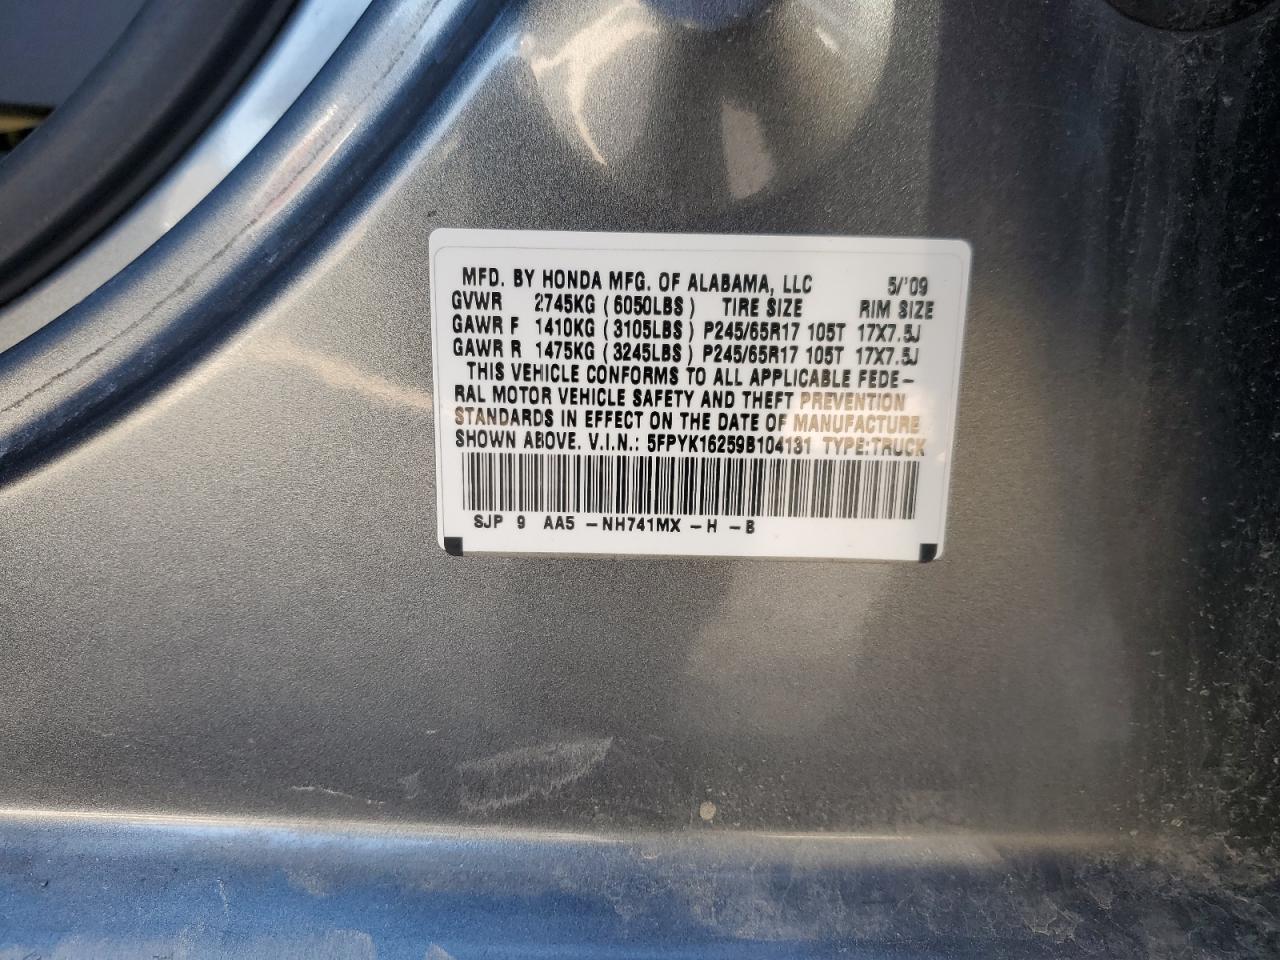 MFD. BY HONDA MFG. OF ALABAMA, LLC 5/'09
GVWR 2745KG (6050LBS) TIRE SIZE RIM SIZE
GAWR F 1410KG (3105LBS) P245/65R17 105T 17X7.5J
GAWR R 1475KG (3245LBS) P245/65R17 105T 17X7.5J
THIS VEHICLE CONFORMS TO ALL APPLICABLE FEDE-
RAL MOTOR VEHICLE SAFETY AND THEFT PREVENTION
STANDARDS IN EFFECT ON THE DATE OF MANUFACTURE
SHOWN ABOVE. V.I.N.: 5FPYK16259B104131 TYPE:TRUCK
SJP 9 AA5 -NH741MX -H -B